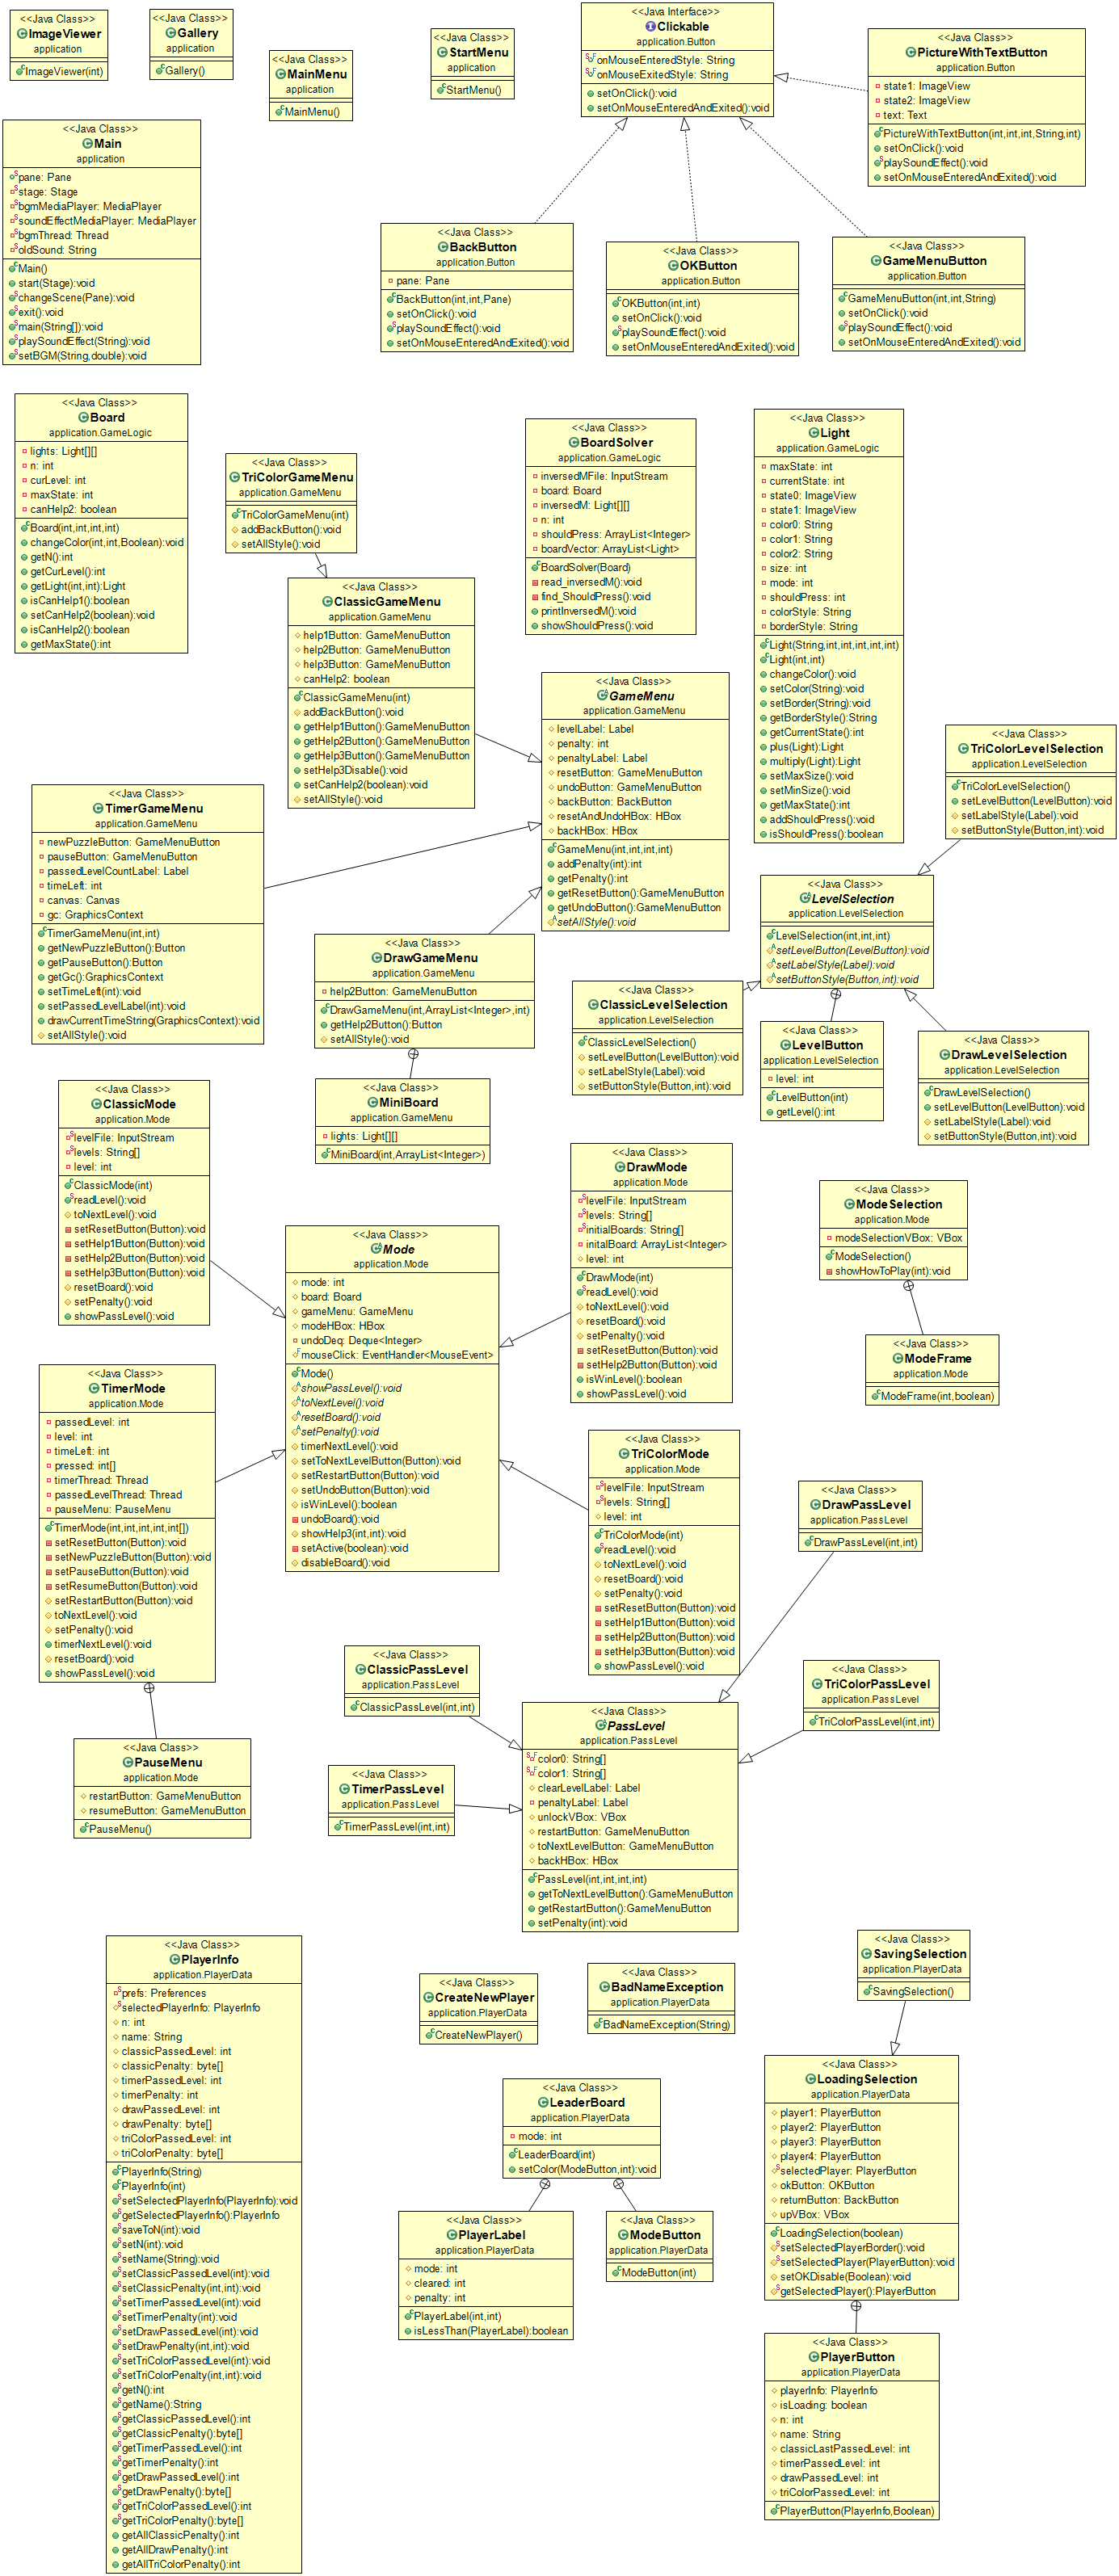 <<Java Class>>
ImageViewer
application
ImageViewer(int)
<<Java Class>>
Gallery
application
Gallery()
<<Java Class>>
MainMenu
application
MainMenu()
<<Java Class>>
StartMenu
application
StartMenu()
<<Java Interface>>
Clickable
application.Button
onMouseEnteredStyle: String
onMouseExitedStyle: String
setOnClick():void
setOnMouseEnteredAndExited():void
<<Java Class>>
PictureWithTextButton
application.Button
state1: ImageView
state2: ImageView
text: Text
PictureWithTextButton(int,int,int,String,int)
setOnClick():void
playSoundEffect():void
setOnMouseEnteredAndExited():void
<<Java Class>>
Main
application
pane: Pane
stage: Stage
bgmMediaPlayer: MediaPlayer
soundEffectMediaPlayer: MediaPlayer
bgmThread: Thread
oldSound: String
Main()
start(Stage):void
changeScene(Pane):void
exit():void
main(String[]):void
playSoundEffect(String):void
setBGM(String,double):void
<<Java Class>>
BackButton
application.Button
pane: Pane
BackButton(int,int,Pane)
setOnClick():void
playSoundEffect():void
setOnMouseEnteredAndExited():void
<<Java Class>>
OKButton
application.Button
OKButton(int,int)
setOnClick():void
playSoundEffect():void
setOnMouseEnteredAndExited():void
<<Java Class>>
GameMenuButton
application.Button
GameMenuButton(int,int,String)
setOnClick():void
playSoundEffect():void
setOnMouseEnteredAndExited():void
<<Java Class>>
Board
application.GameLogic
lights: Light[][]
n: int
curLevel: int
maxState: int
canHelp2: boolean
Board(int,int,int,int)
changeColor(int,int,Boolean):void
getN():int
getCurLevel():int
getLight(int,int):Light
isCanHelp1():boolean
setCanHelp2(boolean):void
isCanHelp2():boolean
getMaxState():int
<<Java Class>>
TriColorGameMenu
application.GameMenu
TriColorGameMenu(int)
addBackButton():void
setAllStyle():void
<<Java Class>>
BoardSolver
application.GameLogic
inversedMFile: InputStream
board: Board
inversedM: Light[][]
n: int
shouldPress: ArrayList<Integer>
boardVector: ArrayList<Light>
BoardSolver(Board)
read_inversedM():void
find_ShouldPress():void
printInversedM():void
showShouldPress():void
<<Java Class>>
Light
application.GameLogic
maxState: int
currentState: int
state0: ImageView
state1: ImageView
color0: String
color1: String
color2: String
size: int
mode: int
shouldPress: int
colorStyle: String
borderStyle: String
Light(String,int,int,int,int,int)
Light(int,int)
changeColor():void
setColor(String):void
setBorder(String):void
getBorderStyle():String
getCurrentState():int
plus(Light):Light
multiply(Light):Light
setMaxSize():void
setMinSize():void
getMaxState():int
addShouldPress():void
isShouldPress():boolean
<<Java Class>>
ClassicGameMenu
application.GameMenu
help1Button: GameMenuButton
help2Button: GameMenuButton
help3Button: GameMenuButton
canHelp2: boolean
ClassicGameMenu(int)
addBackButton():void
getHelp1Button():GameMenuButton
getHelp2Button():GameMenuButton
getHelp3Button():GameMenuButton
setHelp3Disable():void
setCanHelp2(boolean):void
setAllStyle():void
<<Java Class>>
GameMenu
application.GameMenu
levelLabel: Label
penalty: int
penaltyLabel: Label
resetButton: GameMenuButton
undoButton: GameMenuButton
backButton: BackButton
resetAndUndoHBox: HBox
backHBox: HBox
GameMenu(int,int,int,int)
addPenalty(int):int
getPenalty():int
getResetButton():GameMenuButton
getUndoButton():GameMenuButton
setAllStyle():void
<<Java Class>>
TriColorLevelSelection
application.LevelSelection
TriColorLevelSelection()
setLevelButton(LevelButton):void
setLabelStyle(Label):void
setButtonStyle(Button,int):void
<<Java Class>>
TimerGameMenu
application.GameMenu
newPuzzleButton: GameMenuButton
pauseButton: GameMenuButton
passedLevelCountLabel: Label
timeLeft: int
canvas: Canvas
gc: GraphicsContext
TimerGameMenu(int,int)
getNewPuzzleButton():Button
getPauseButton():Button
getGc():GraphicsContext
setTimeLeft(int):void
setPassedLevelLabel(int):void
drawCurrentTimeString(GraphicsContext):void
setAllStyle():void
<<Java Class>>
LevelSelection
application.LevelSelection
LevelSelection(int,int,int)
setLevelButton(LevelButton):void
setLabelStyle(Label):void
setButtonStyle(Button,int):void
<<Java Class>>
DrawGameMenu
application.GameMenu
help2Button: GameMenuButton
DrawGameMenu(int,ArrayList<Integer>,int)
getHelp2Button():Button
setAllStyle():void
<<Java Class>>
ClassicLevelSelection
application.LevelSelection
ClassicLevelSelection()
setLevelButton(LevelButton):void
setLabelStyle(Label):void
setButtonStyle(Button,int):void
<<Java Class>>
LevelButton
application.LevelSelection
level: int
LevelButton(int)
getLevel():int
<<Java Class>>
DrawLevelSelection
application.LevelSelection
DrawLevelSelection()
setLevelButton(LevelButton):void
setLabelStyle(Label):void
setButtonStyle(Button,int):void
<<Java Class>>
MiniBoard
application.GameMenu
lights: Light[][]
MiniBoard(int,ArrayList<Integer>)
<<Java Class>>
ClassicMode
application.Mode
levelFile: InputStream
levels: String[]
level: int
ClassicMode(int)
readLevel():void
toNextLevel():void
setResetButton(Button):void
setHelp1Button(Button):void
setHelp2Button(Button):void
setHelp3Button(Button):void
resetBoard():void
setPenalty():void
showPassLevel():void
<<Java Class>>
DrawMode
application.Mode
levelFile: InputStream
levels: String[]
initialBoards: String[]
initalBoard: ArrayList<Integer>
level: int
DrawMode(int)
readLevel():void
toNextLevel():void
resetBoard():void
setPenalty():void
setResetButton(Button):void
setHelp2Button(Button):void
isWinLevel():boolean
showPassLevel():void
<<Java Class>>
ModeSelection
application.Mode
modeSelectionVBox: VBox
ModeSelection()
showHowToPlay(int):void
<<Java Class>>
Mode
application.Mode
mode: int
board: Board
gameMenu: GameMenu
modeHBox: HBox
undoDeq: Deque<Integer>
mouseClick: EventHandler<MouseEvent>
Mode()
showPassLevel():void
toNextLevel():void
resetBoard():void
setPenalty():void
timerNextLevel():void
setToNextLevelButton(Button):void
setRestartButton(Button):void
setUndoButton(Button):void
isWinLevel():boolean
undoBoard():void
showHelp3(int,int):void
setActive(boolean):void
disableBoard():void
<<Java Class>>
ModeFrame
application.Mode
ModeFrame(int,boolean)
<<Java Class>>
TimerMode
application.Mode
passedLevel: int
level: int
timeLeft: int
pressed: int[]
timerThread: Thread
passedLevelThread: Thread
pauseMenu: PauseMenu
TimerMode(int,int,int,int,int[])
setResetButton(Button):void
setNewPuzzleButton(Button):void
setPauseButton(Button):void
setResumeButton(Button):void
setRestartButton(Button):void
toNextLevel():void
setPenalty():void
timerNextLevel():void
resetBoard():void
showPassLevel():void
<<Java Class>>
TriColorMode
application.Mode
levelFile: InputStream
levels: String[]
level: int
TriColorMode(int)
readLevel():void
toNextLevel():void
resetBoard():void
setPenalty():void
setResetButton(Button):void
setHelp1Button(Button):void
setHelp2Button(Button):void
setHelp3Button(Button):void
showPassLevel():void
<<Java Class>>
DrawPassLevel
application.PassLevel
DrawPassLevel(int,int)
<<Java Class>>
ClassicPassLevel
application.PassLevel
ClassicPassLevel(int,int)
<<Java Class>>
TriColorPassLevel
application.PassLevel
TriColorPassLevel(int,int)
<<Java Class>>
PassLevel
application.PassLevel
color0: String[]
color1: String[]
clearLevelLabel: Label
penaltyLabel: Label
unlockVBox: VBox
restartButton: GameMenuButton
toNextLevelButton: GameMenuButton
backHBox: HBox
PassLevel(int,int,int,int)
getToNextLevelButton():GameMenuButton
getRestartButton():GameMenuButton
setPenalty(int):void
<<Java Class>>
PauseMenu
application.Mode
restartButton: GameMenuButton
resumeButton: GameMenuButton
PauseMenu()
<<Java Class>>
TimerPassLevel
application.PassLevel
TimerPassLevel(int,int)
<<Java Class>>
PlayerInfo
application.PlayerData
prefs: Preferences
selectedPlayerInfo: PlayerInfo
n: int
name: String
classicPassedLevel: int
classicPenalty: byte[]
timerPassedLevel: int
timerPenalty: int
drawPassedLevel: int
drawPenalty: byte[]
triColorPassedLevel: int
triColorPenalty: byte[]
PlayerInfo(String)
PlayerInfo(int)
setSelectedPlayerInfo(PlayerInfo):void
getSelectedPlayerInfo():PlayerInfo
saveToN(int):void
setN(int):void
setName(String):void
setClassicPassedLevel(int):void
setClassicPenalty(int,int):void
setTimerPassedLevel(int):void
setTimerPenalty(int):void
setDrawPassedLevel(int):void
setDrawPenalty(int,int):void
setTriColorPassedLevel(int):void
setTriColorPenalty(int,int):void
getN():int
getName():String
getClassicPassedLevel():int
getClassicPenalty():byte[]
getTimerPassedLevel():int
getTimerPenalty():int
getDrawPassedLevel():int
getDrawPenalty():byte[]
getTriColorPassedLevel():int
getTriColorPenalty():byte[]
getAllClassicPenalty():int
getAllDrawPenalty():int
getAllTriColorPenalty():int
<<Java Class>>
CreateNewPlayer
application.PlayerData
CreateNewPlayer()
<<Java Class>>
BadNameException
application.PlayerData
BadNameException(String)
<<Java Class>>
SavingSelection
application.PlayerData
SavingSelection()
<<Java Class>>
LeaderBoard
application.PlayerData
mode: int
LeaderBoard(int)
setColor(ModeButton,int):void
<<Java Class>>
LoadingSelection
application.PlayerData
player1: PlayerButton
player2: PlayerButton
player3: PlayerButton
player4: PlayerButton
selectedPlayer: PlayerButton
okButton: OKButton
returnButton: BackButton
upVBox: VBox
LoadingSelection(boolean)
setSelectedPlayerBorder():void
setSelectedPlayer(PlayerButton):void
setOKDisable(Boolean):void
getSelectedPlayer():PlayerButton
<<Java Class>>
PlayerLabel
application.PlayerData
mode: int
cleared: int
penalty: int
PlayerLabel(int,int)
isLessThan(PlayerLabel):boolean
<<Java Class>>
ModeButton
application.PlayerData
ModeButton(int)
<<Java Class>>
PlayerButton
application.PlayerData
playerInfo: PlayerInfo
isLoading: boolean
n: int
name: String
classicLastPassedLevel: int
timerPassedLevel: int
drawPassedLevel: int
triColorPassedLevel: int
PlayerButton(PlayerInfo,Boolean)